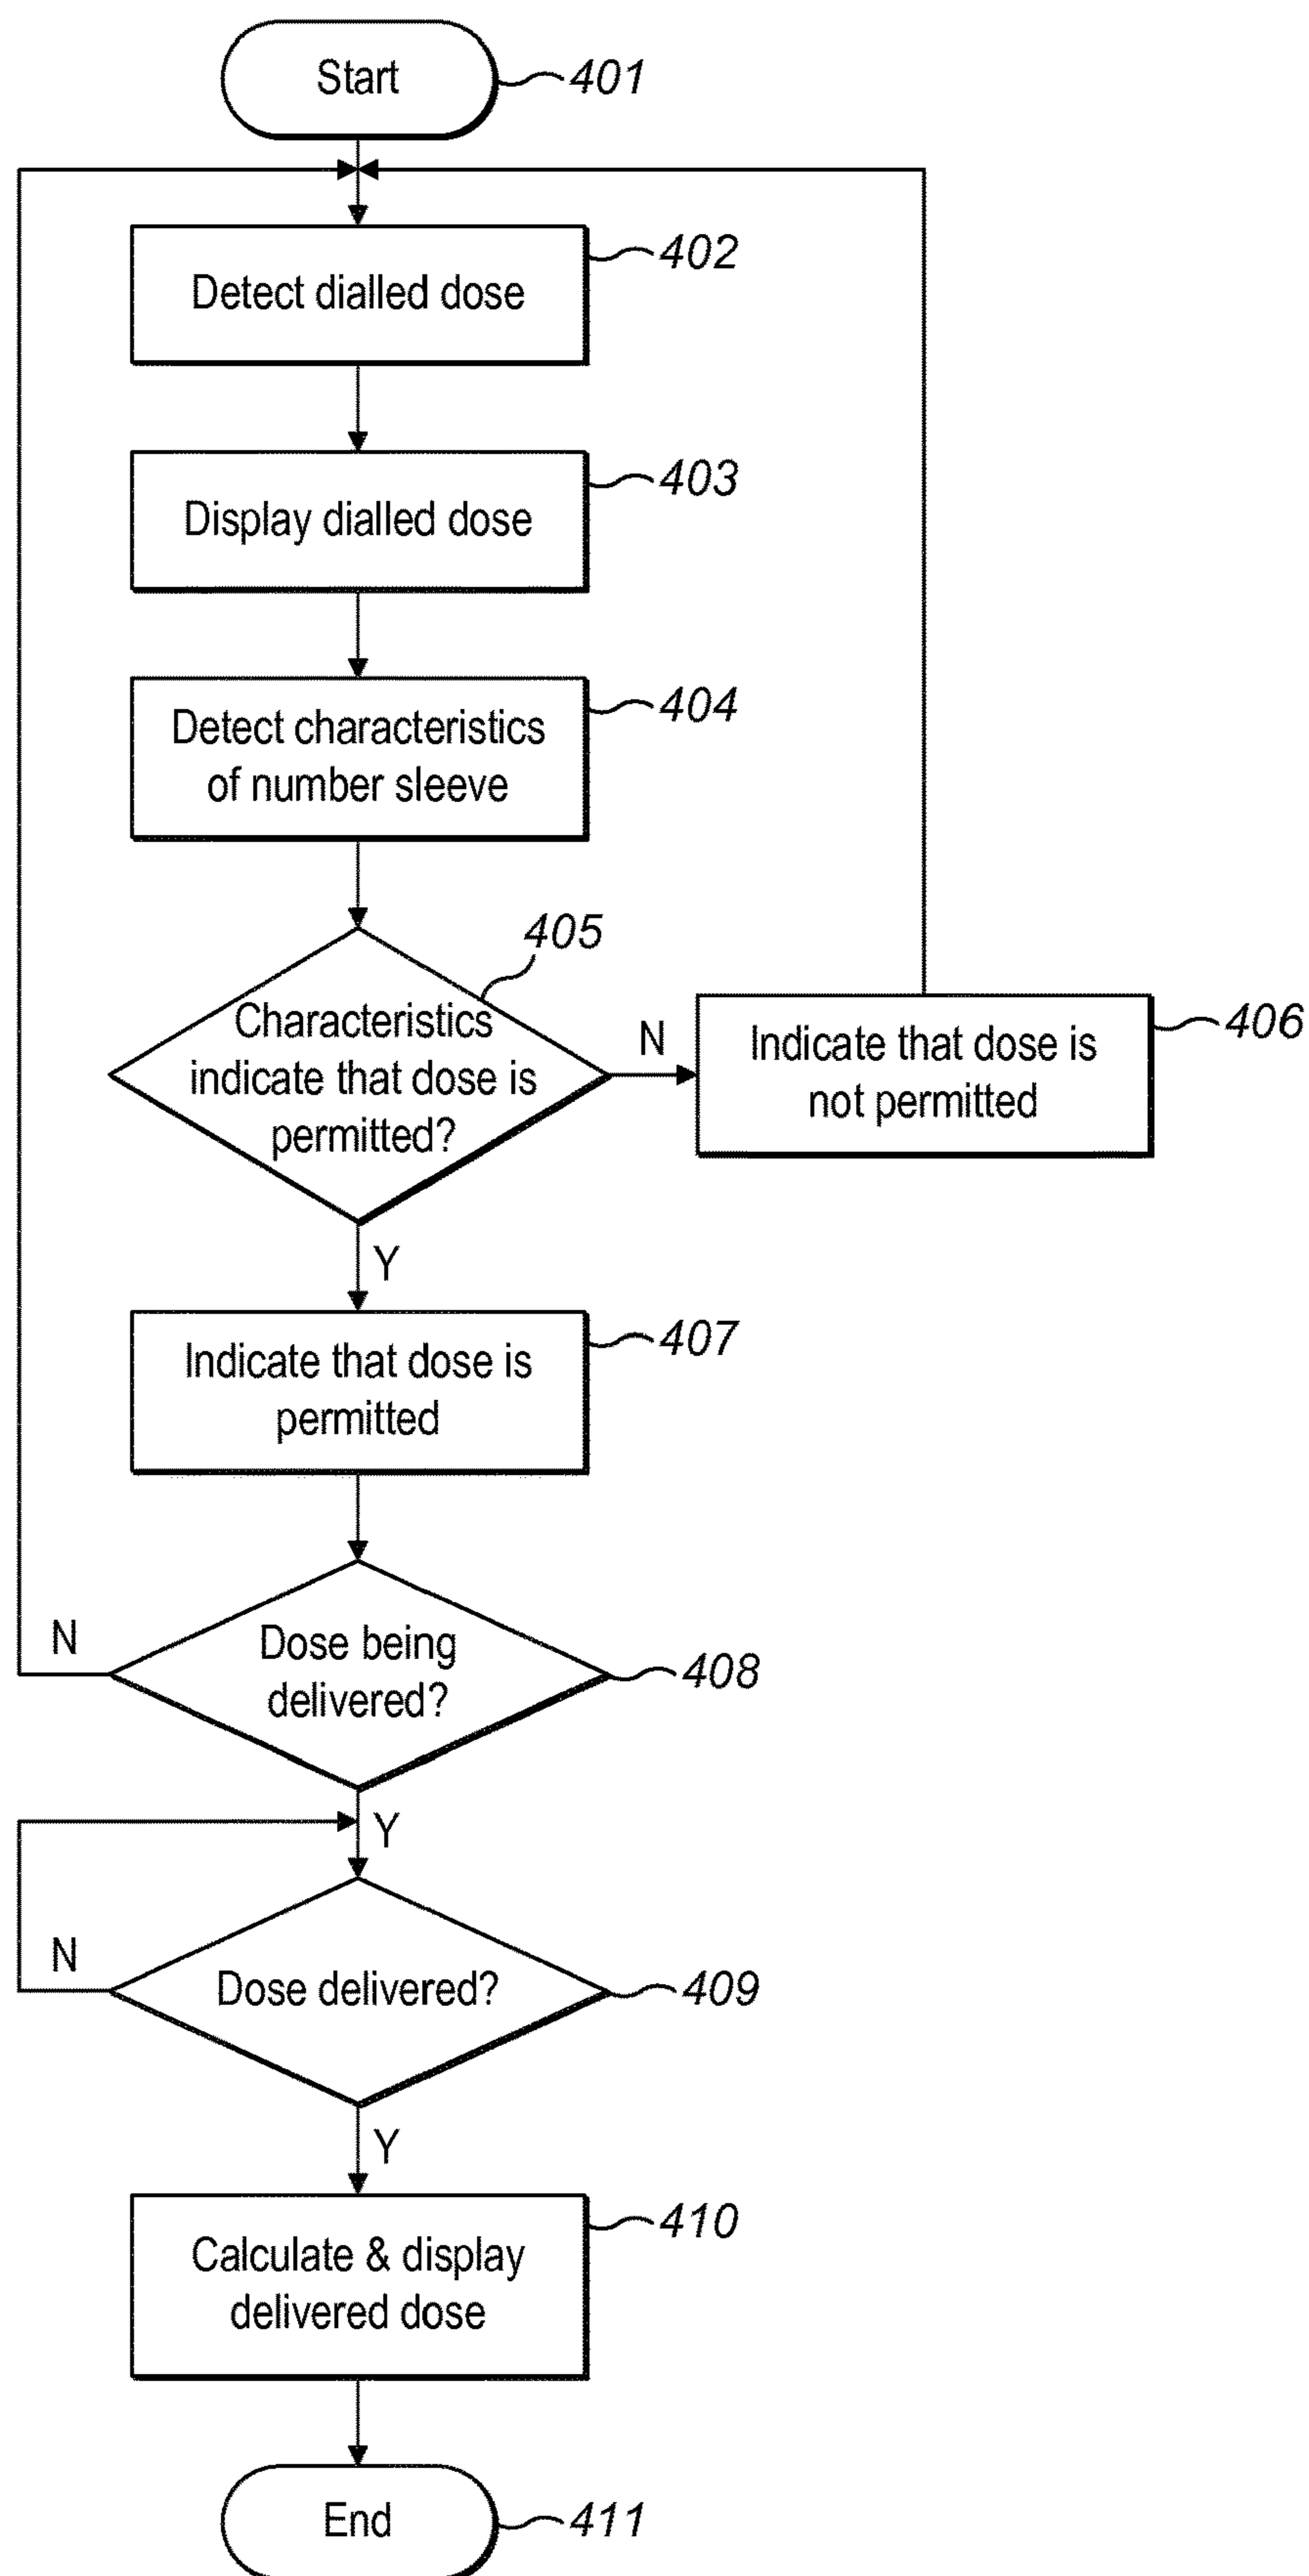 Start
401
402
Detect dialled dose
403
Display dialled dose
404
Detect characteristics
of number sleeve
405
Characteristics
indicate that dose is
permitted?
N
406
Indicate that dose is
not permitted
Y
407
Indicate that dose is
permitted
N
Dose being
delivered?
408
Y
N
Dose delivered?
409
Y
410
Calculate & display
delivered dose
End
411